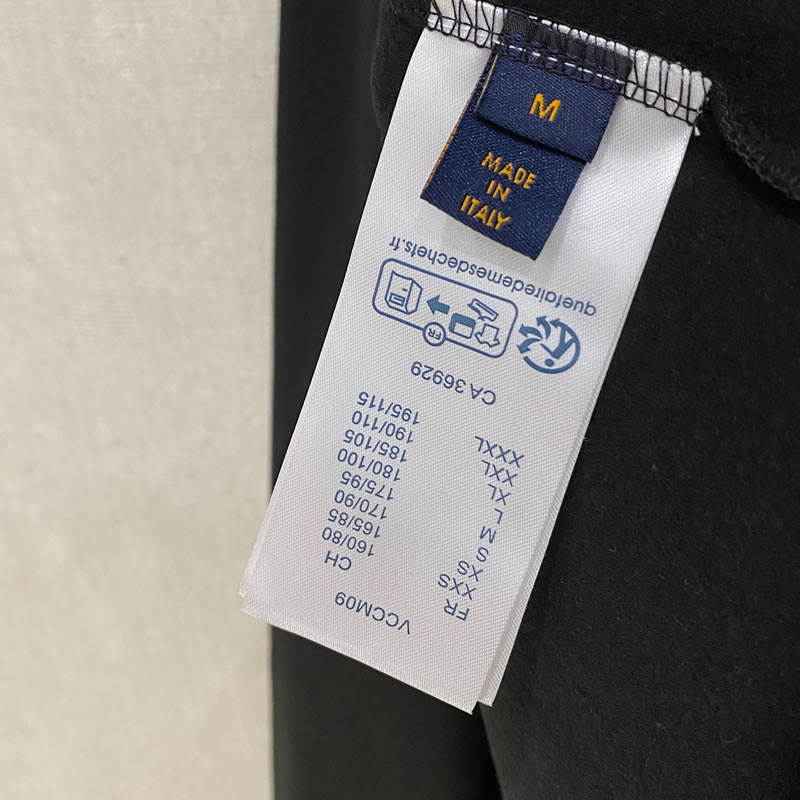 M
MADE
IN
ITALY
VCCM09
FR CH
XXS 160/80
XS 165/85
S 170/90
M 175/95
L 180/100
XL 185/105
XXL 190/110
XXXL 195/115
CA 36929
FR
quefairedemesdechets.fr